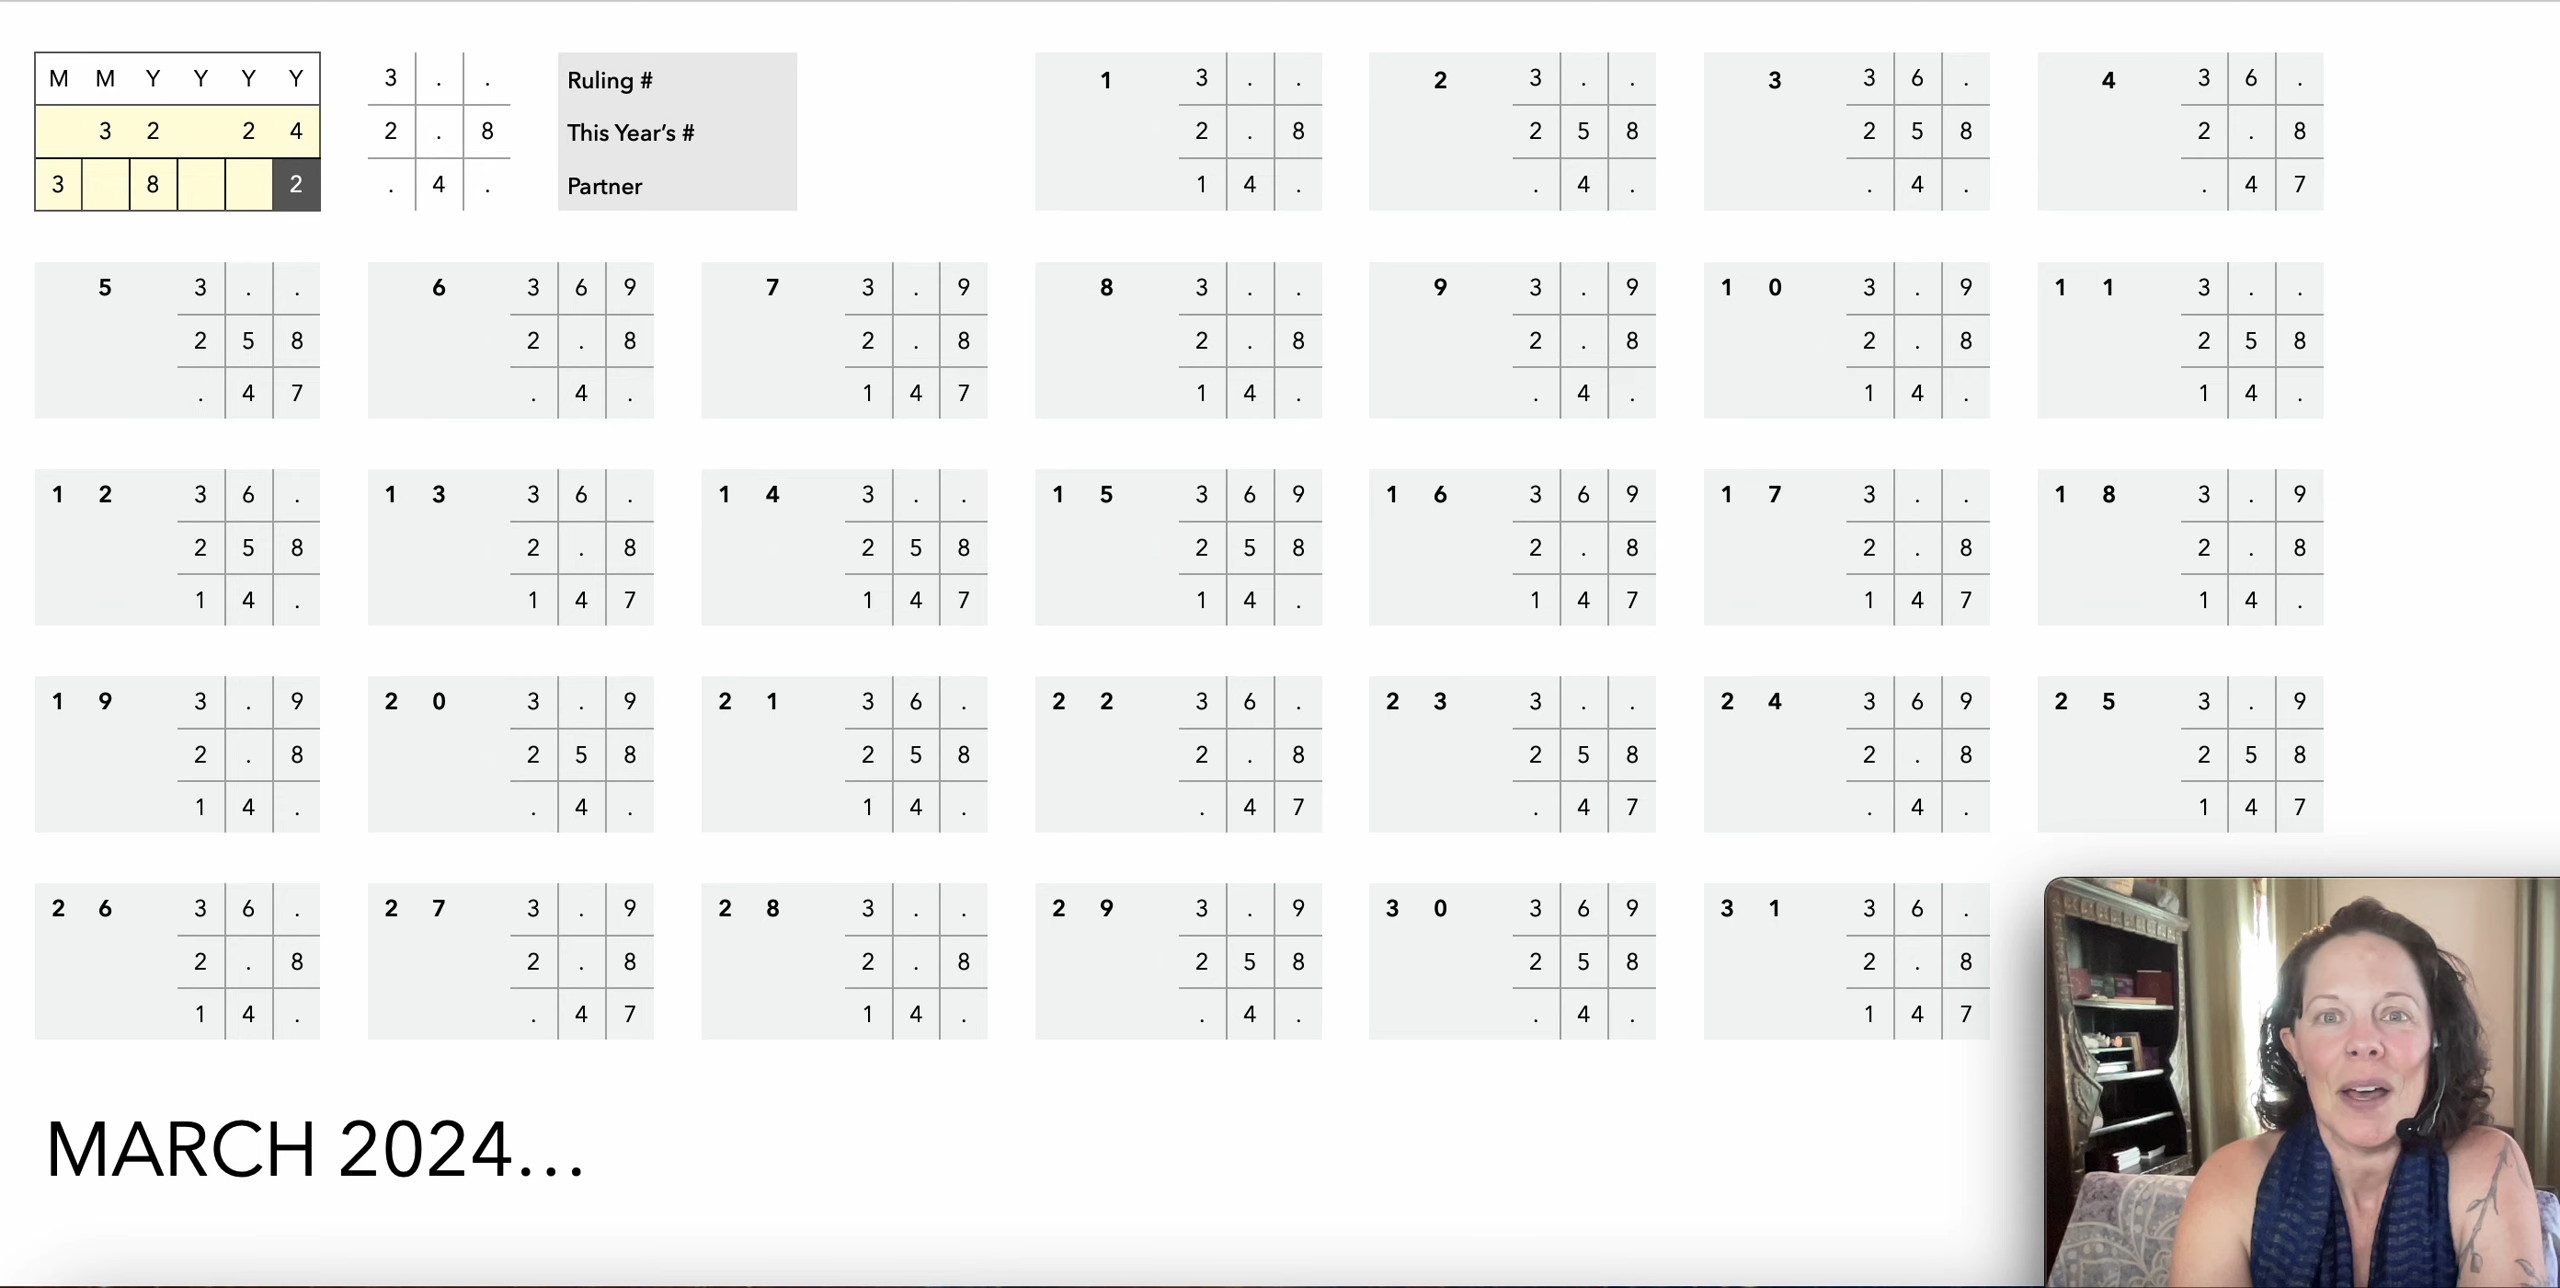 M M Y Y Y Y 3 . . Ruling # 1 3 . . 2 3 . . 3 3 6 . 4 3 6 .
3 2 2 4 2 . 8 This Year’s # 2 . 8 2 5 8 2 5 8 2 . 8
3 8 2 . 4 . Partner 1 4 . . 4 . . 4 . . 4 7
5 3 . . 6 3 6 9 7 3 . 9 8 3 . . 9 3 . 9 1 0 3 . 9 1 1 3 . .
2 5 8 2 . 8 2 . 8 2 . 8 2 . 8 2 . 8 2 5 8
. 4 7 . 4 . 1 4 7 1 4 . . 4 . 1 4 . 1 4 .
1 2 3 6 . 1 3 3 6 . 1 4 3 . . 1 5 3 6 9 1 6 3 6 9 1 7 3 . . 1 8 3 . 9
2 5 8 2 . 8 2 5 8 2 5 8 2 . 8 2 . 8 2 . 8
1 4 . 1 4 7 1 4 7 1 4 . 1 4 7 1 4 7 1 4 .
1 9 3 . 9 2 0 3 . 9 2 1 3 6 . 2 2 3 6 . 2 3 3 . . 2 4 3 6 9 2 5 3 . 9
2 . 8 2 5 8 2 5 8 2 . 8 2 5 8 2 . 8 2 5 8
1 4 . . 4 . 1 4 . . 4 7 . 4 7 . 4 . 1 4 7
2 6 3 6 . 2 7 3 . 9 2 8 3 . . 2 9 3 . 9 3 0 3 6 9 3 1 3 6 .
2 . 8 2 . 8 2 . 8 2 5 8 2 5 8 2 . 8
1 4 . . 4 7 1 4 . . 4 . . 4 . 1 4 7
MARCH 2024...